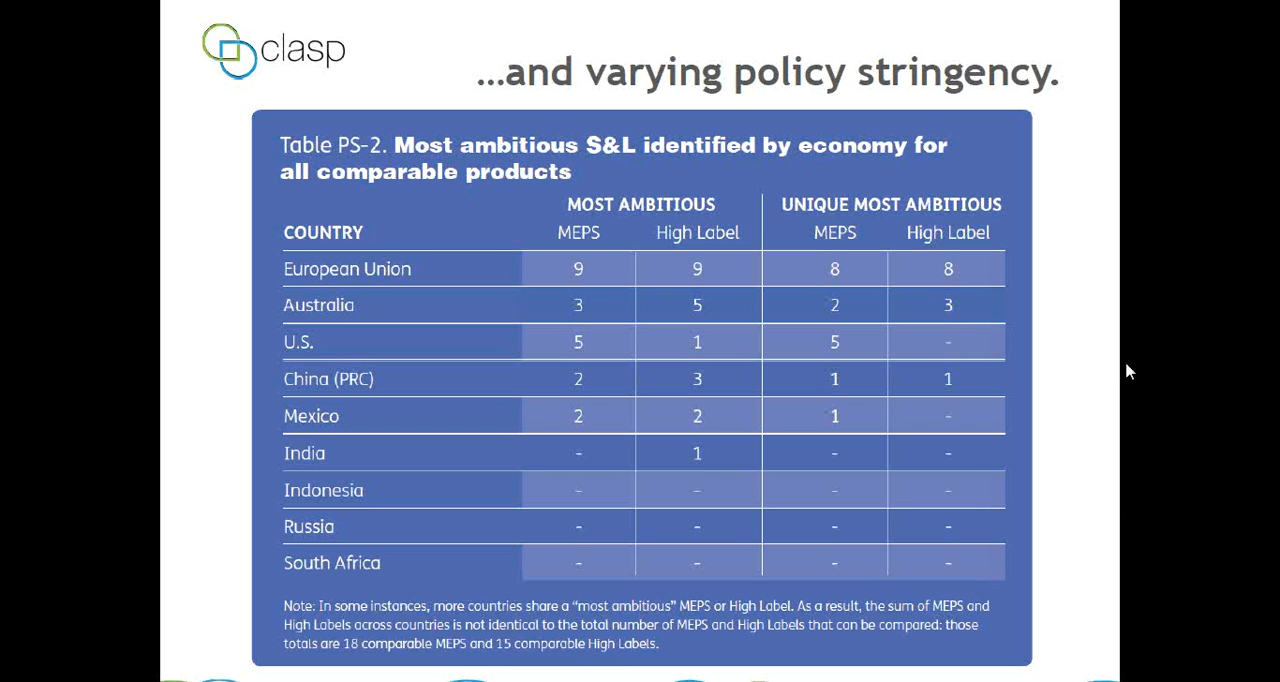 clasp
...and varying policy stringency.
Table PS-2. Most ambitious S&L identified by economy for
all comparable products
MOST AMBITIOUS UNIQUE MOST AMBITIOUS
COUNTRY MEPS High Label MEPS High Label
European Union 9 9 8 8
Australia 3 5 2 3
U.S. 5 1 5 -
China (PRC) 2 3 1 1
Mexico 2 2 1 -
India - 1 - -
Indonesia - - - -
Russia - - - -
South Africa - - - -
Note: In some instances, more countries share a “most ambitious” MEPS or High Label. As a result, the sum of MEPS and
High Labels across countries is not identical to the total number of MEPS and High Labels that can be compared: those
totals are 18 comparable MEPS and 15 comparable High Labels.